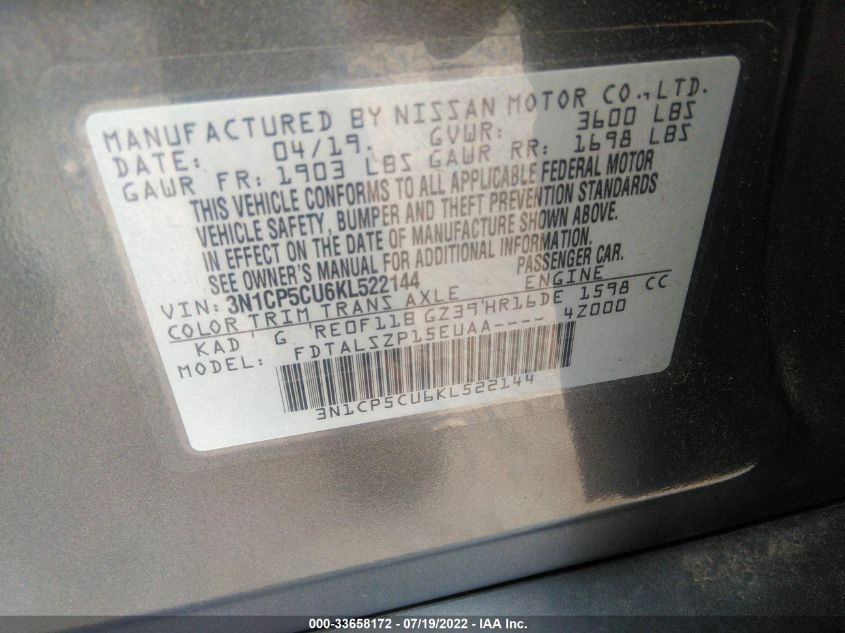 MANUFACTURED BY NISSAN MOTOR CO., LTD.
DATE: 04/19. GVWR: 3600 LBS
GAWR FR: 1903 LBS GAWR RR: 1698 LBS
THIS VEHICLE CONFORMS TO ALL APPLICABLE FEDERAL MOTOR
VEHICLE SAFETY, BUMPER AND THEFT PREVENTION STANDARDS
IN EFFECT ON THE DATE OF MANUFACTURE SHOWN ABOVE.
SEE OWNER'S MANUAL FOR ADDITIONAL INFORMATION.
VIN: 3N1CP5CU6KL522144 PASSENGER CAR.
COLOR TRIM TRANS AXLE ENGINE
KAD G RE0F11B GZ39 HR16DE 1598 CC
MODEL: FDTALSZP15EUAA---- 4Z000
3N1CP5CU6KL522144
000-33658172 - 07/19/2022 - IAA Inc.